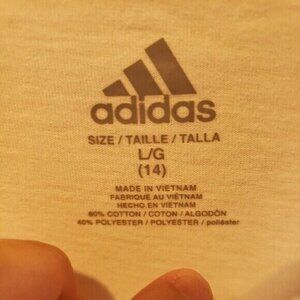 adidas
SIZE / TAILLE / TALLA
L/G
(14)
MADE IN VIETNAM
FABRIQUE AU VIETNAM
HECHO EN VIETNAM
60% COTTON / COTON / ALGODÓN
40% POLYESTER / POLYESTER / poliéster